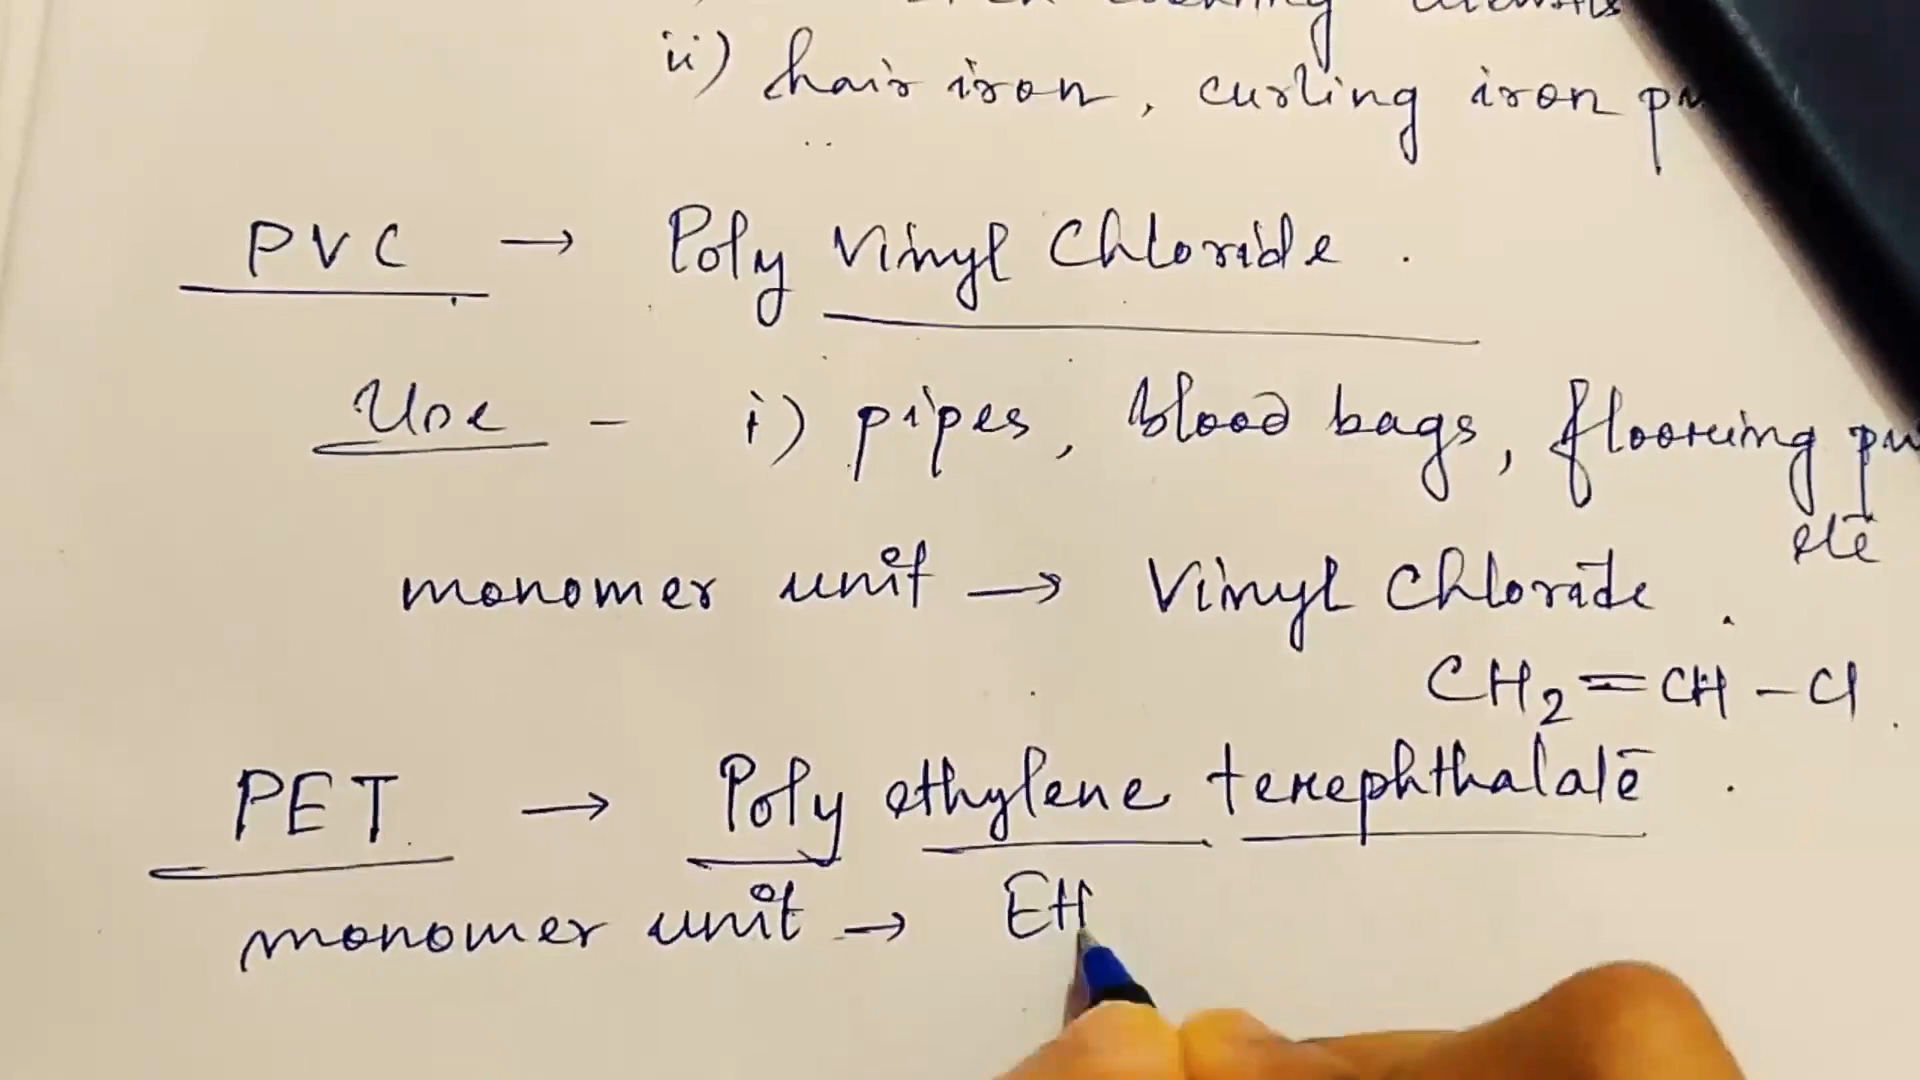 ii) hair iron, curling iron
PVC → Poly Vinyl Chloride.
Use - i) pipes, blood bags, flooring
etc
monomer unit → Vinyl Chloride.
CH₂=CH-Cl.
PET → Poly ethylene terephthalate.
monomer unit → Eth